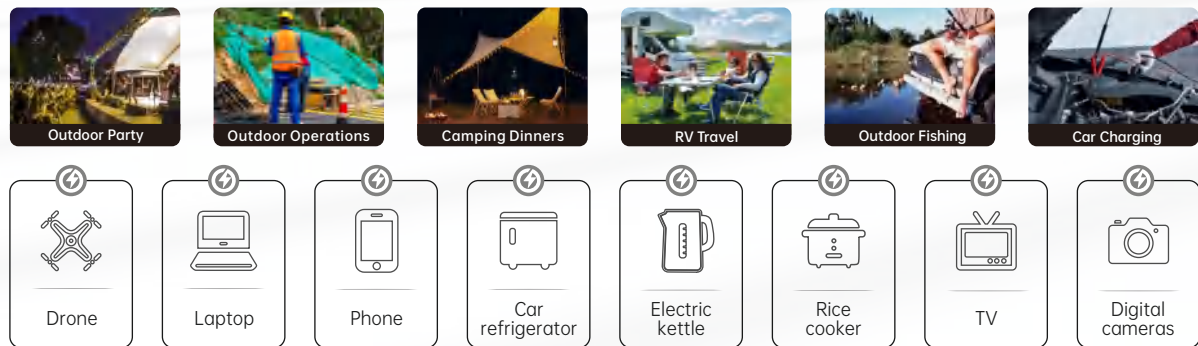 Outdoor Party
Outdoor Operations
Camping Dinners
RV Travel
Outdoor Fishing
Car Charging
Drone
Laptop
Phone
Car
refrigerator
Electric
kettle
Rice
cooker
TV
Digital
cameras